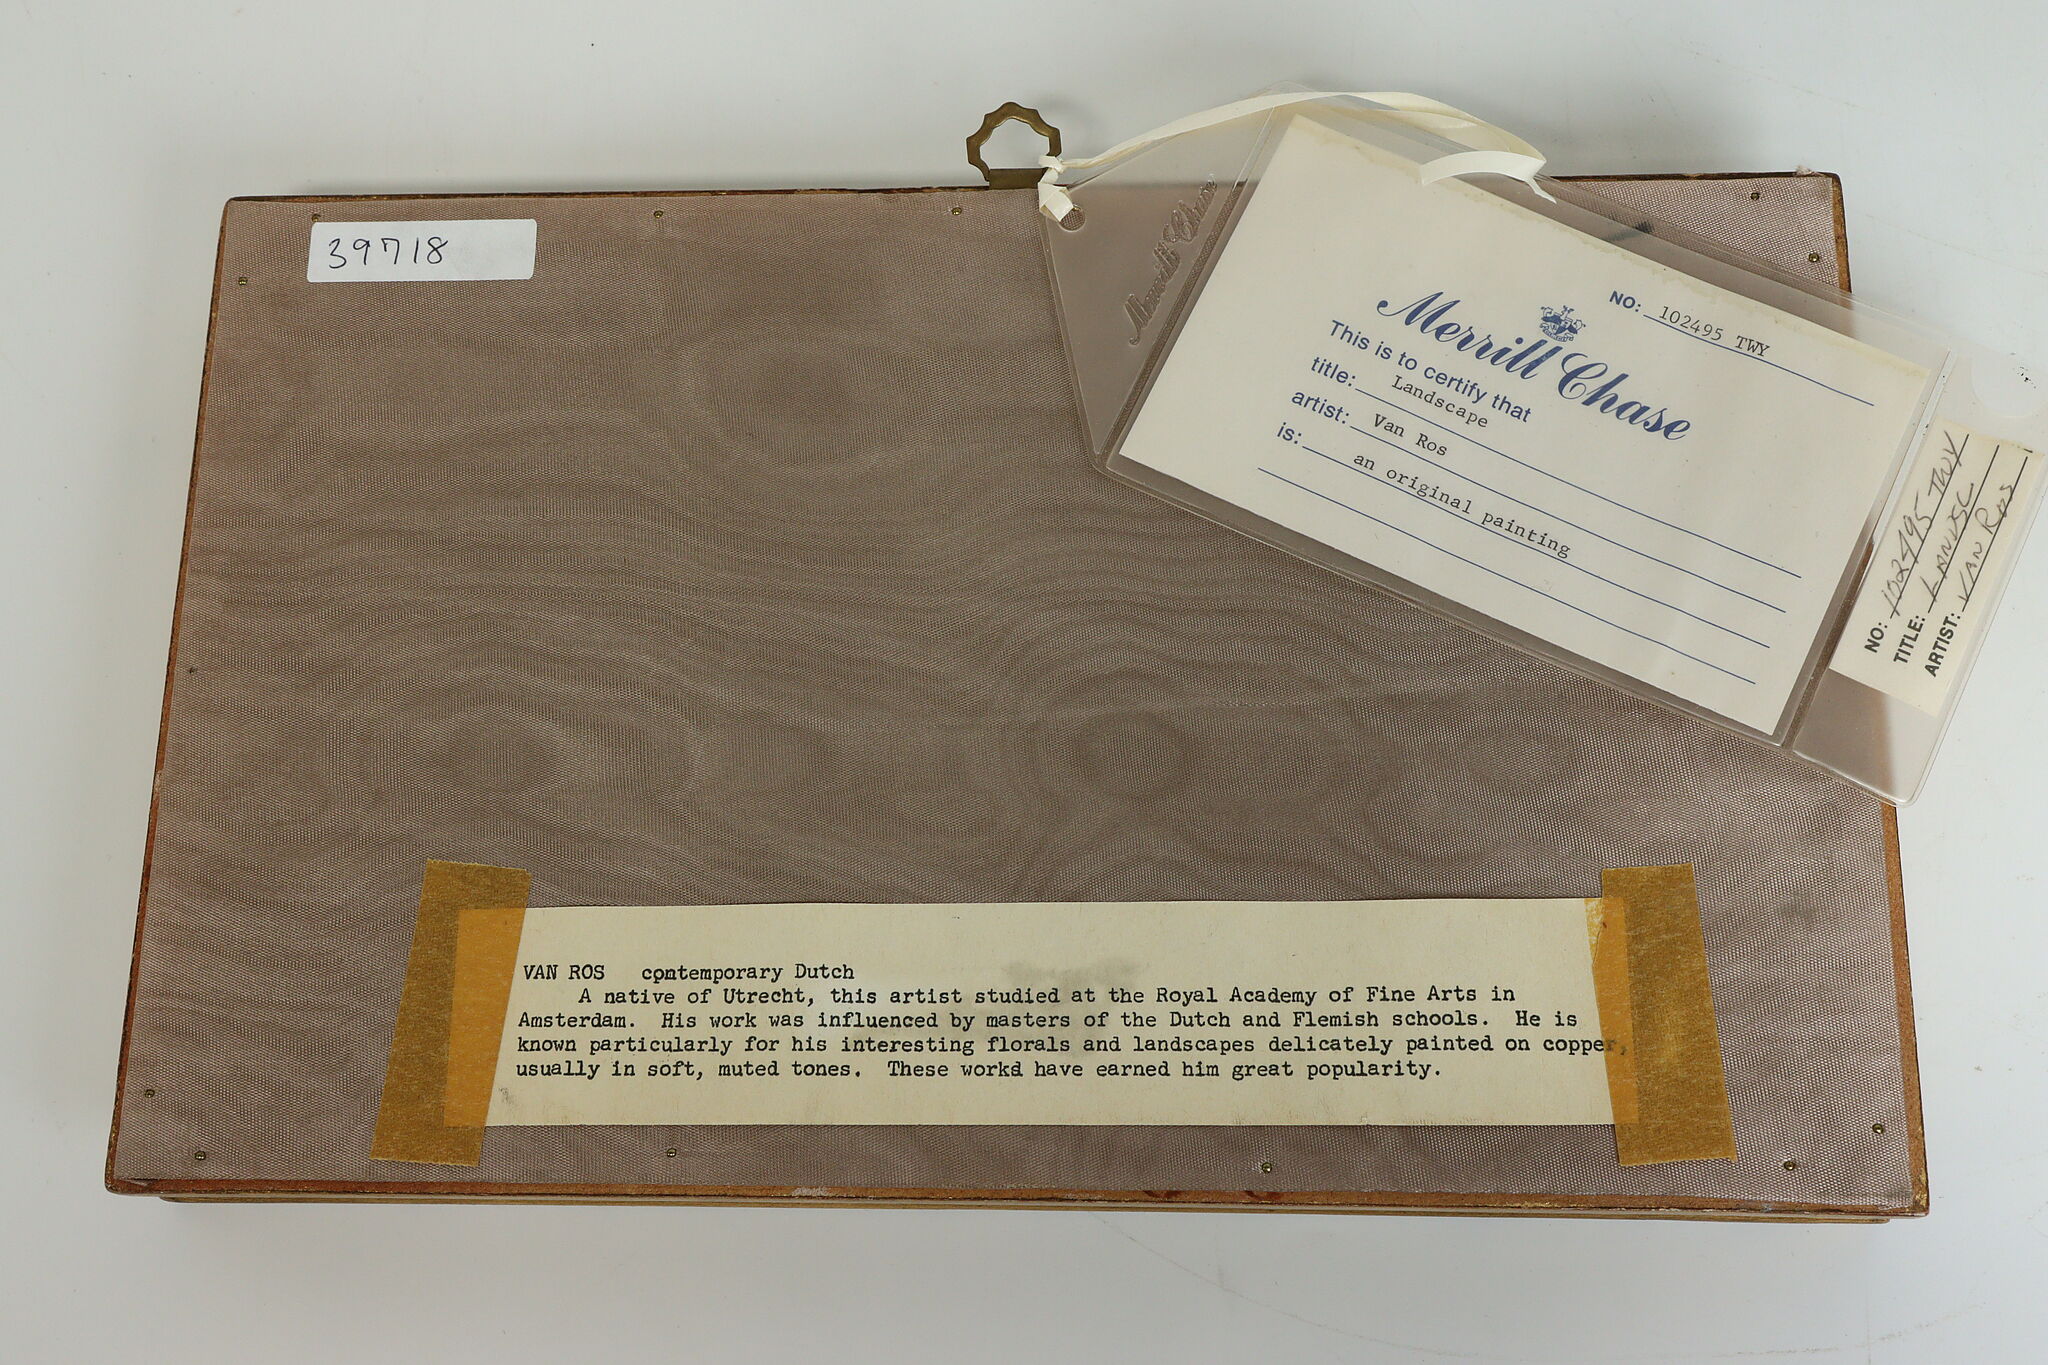 39718
Merrill Chase
NO: 102495 TWY
Merrill Chase
This is to certify that
title: Landscape
artist: Van Ros
is: an original painting
NO: 102495 TWY
TITLE: LANDSC.
ARTIST: VAN ROS
VAN ROS contemporary Dutch
A native of Utrecht, this artist studied at the Royal Academy of Fine Arts in
Amsterdam. His work was influenced by masters of the Dutch and Flemish schools. He is
known particularly for his interesting florals and landscapes delicately painted on copper,
usually in soft, muted tones. These works have earned him great popularity.